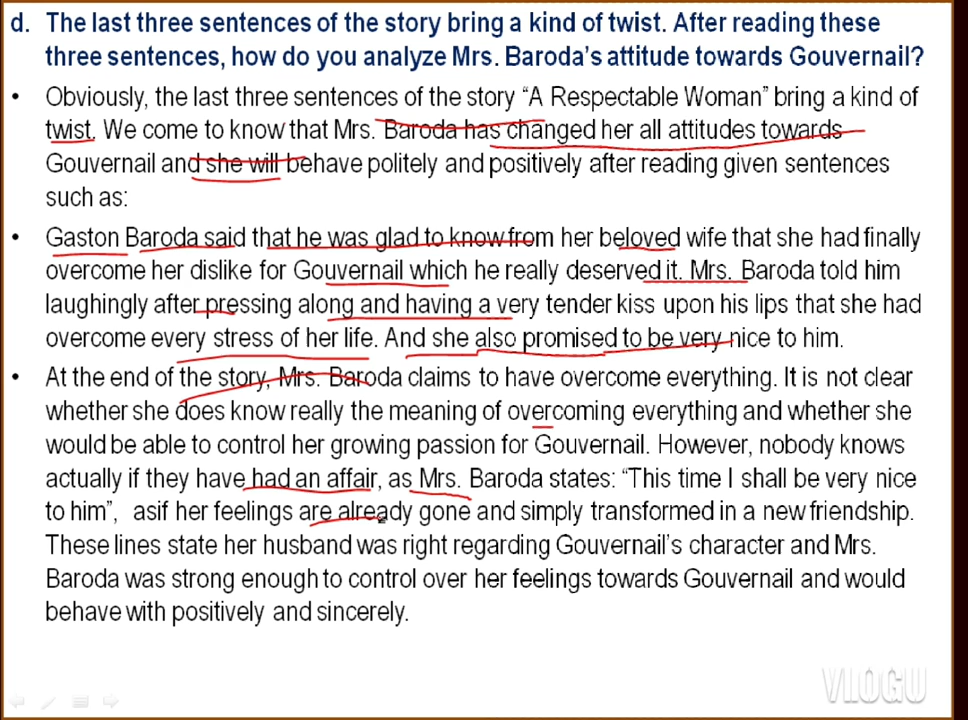 d. The last three sentences of the story bring a kind of twist. After reading these
three sentences, how do you analyze Mrs. Baroda's attitude towards Gouvernail?
• Obviously, the last three sentences of the story "A Respectable Woman" bring a kind of
twist. We come to know that Mrs. Baroda has changed her all attitudes towards
Gouvernail and she will behave politely and positively after reading given sentences
such as:
• Gaston Baroda said that he was glad to know from her beloved wife that she had finally
overcome her dislike for Gouvernail which he really deserved it. Mrs. Baroda told him
laughingly after pressing along and having a very tender kiss upon his lips that she had
overcome every stress of her life. And she also promised to be very nice to him.
• At the end of the story, Mrs. Baroda claims to have overcome everything. It is not clear
whether she does know really the meaning of overcoming everything and whether she
would be able to control her growing passion for Gouvernail. However, nobody knows
actually if they have had an affair, as Mrs. Baroda states: "This time I shall be very nice
to him", asif her feelings are already gone and simply transformed in a new friendship.
These lines state her husband was right regarding Gouvernail's character and Mrs.
Baroda was strong enough to control over her feelings towards Gouvernail and would
behave with positively and sincerely.
VLOGU